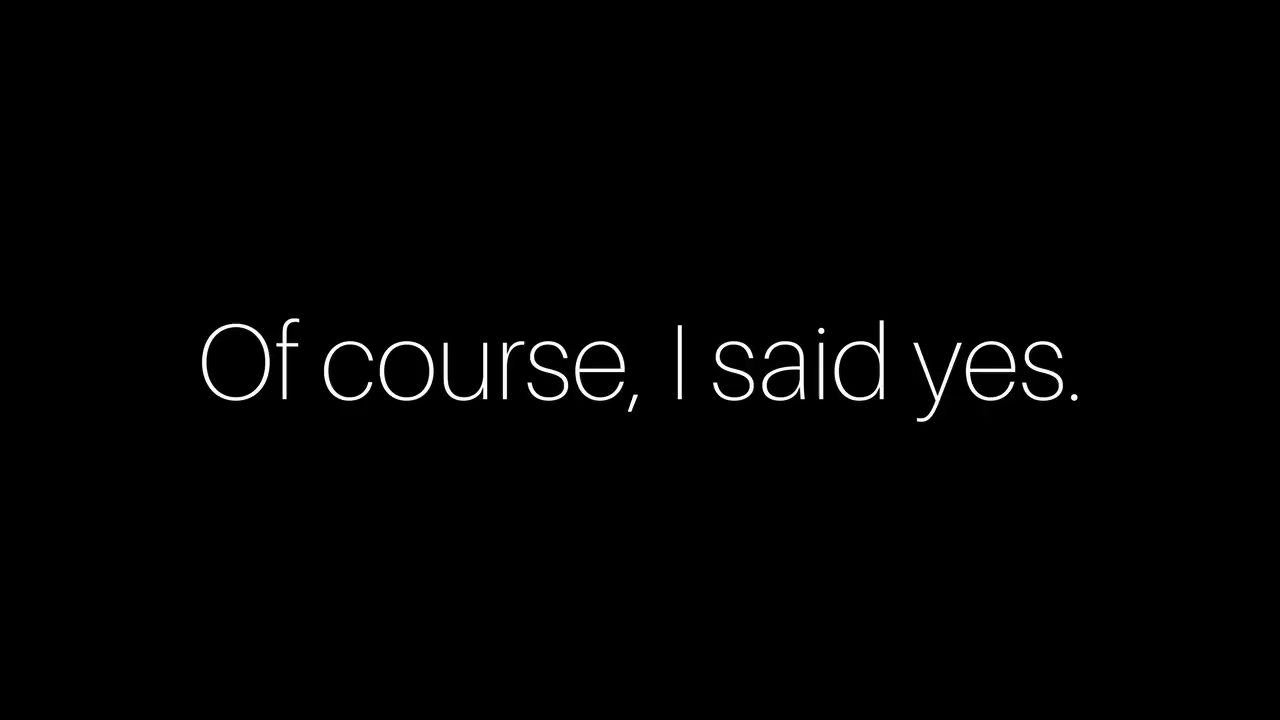 Of course, I said yes.